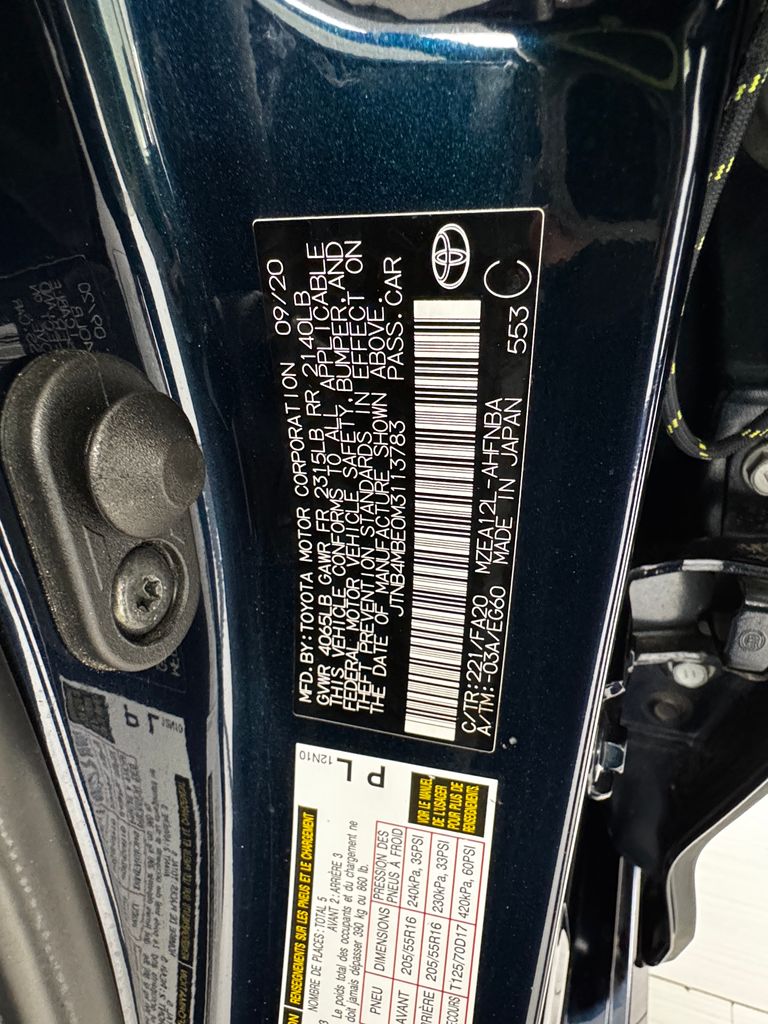 MFD.BY:TOYOTA MOTOR CORPORATION 09/20
GVWR 4065LB GAWR FR 2315LB RR 2140LB
THIS VEHICLE CONFORMS TO ALL APPLICABLE
FEDERAL MOTOR VEHICLE SAFETY, BUMPER, AND
THEFT PREVENTION STANDARDS IN EFFECT ON
THE DATE OF MANUFACTURE SHOWN ABOVE.
JTNB4MBE0M3113783 PASS.CAR
C/TR:221/FA20 MZEA12L-AHFNBA
A/TM:-03A/EG60 MADE IN JAPAN 553 C
P L
12N10
RENSEIGNEMENTS SUR LES PNEUS ET LE CHARGEMENT
NOMBRE DE PLACES:TOTAL 5
AVANT 2:ARRIÈRE 3
Le poids total des occupants et du chargement ne
doit jamais dépasser 390 kg ou 860 lb.
PNEU DIMENSIONS PRESSION DES PNEUS À FROID
AVANT 205/55R16 240kPa, 35PSI
205/55R16 230kPa, 33PSI
T125/70D17 420kPa, 60PSI
VOIR LE MANUEL
DE L'USAGER
POUR PLUS DE
RENSEIGNEMENTS